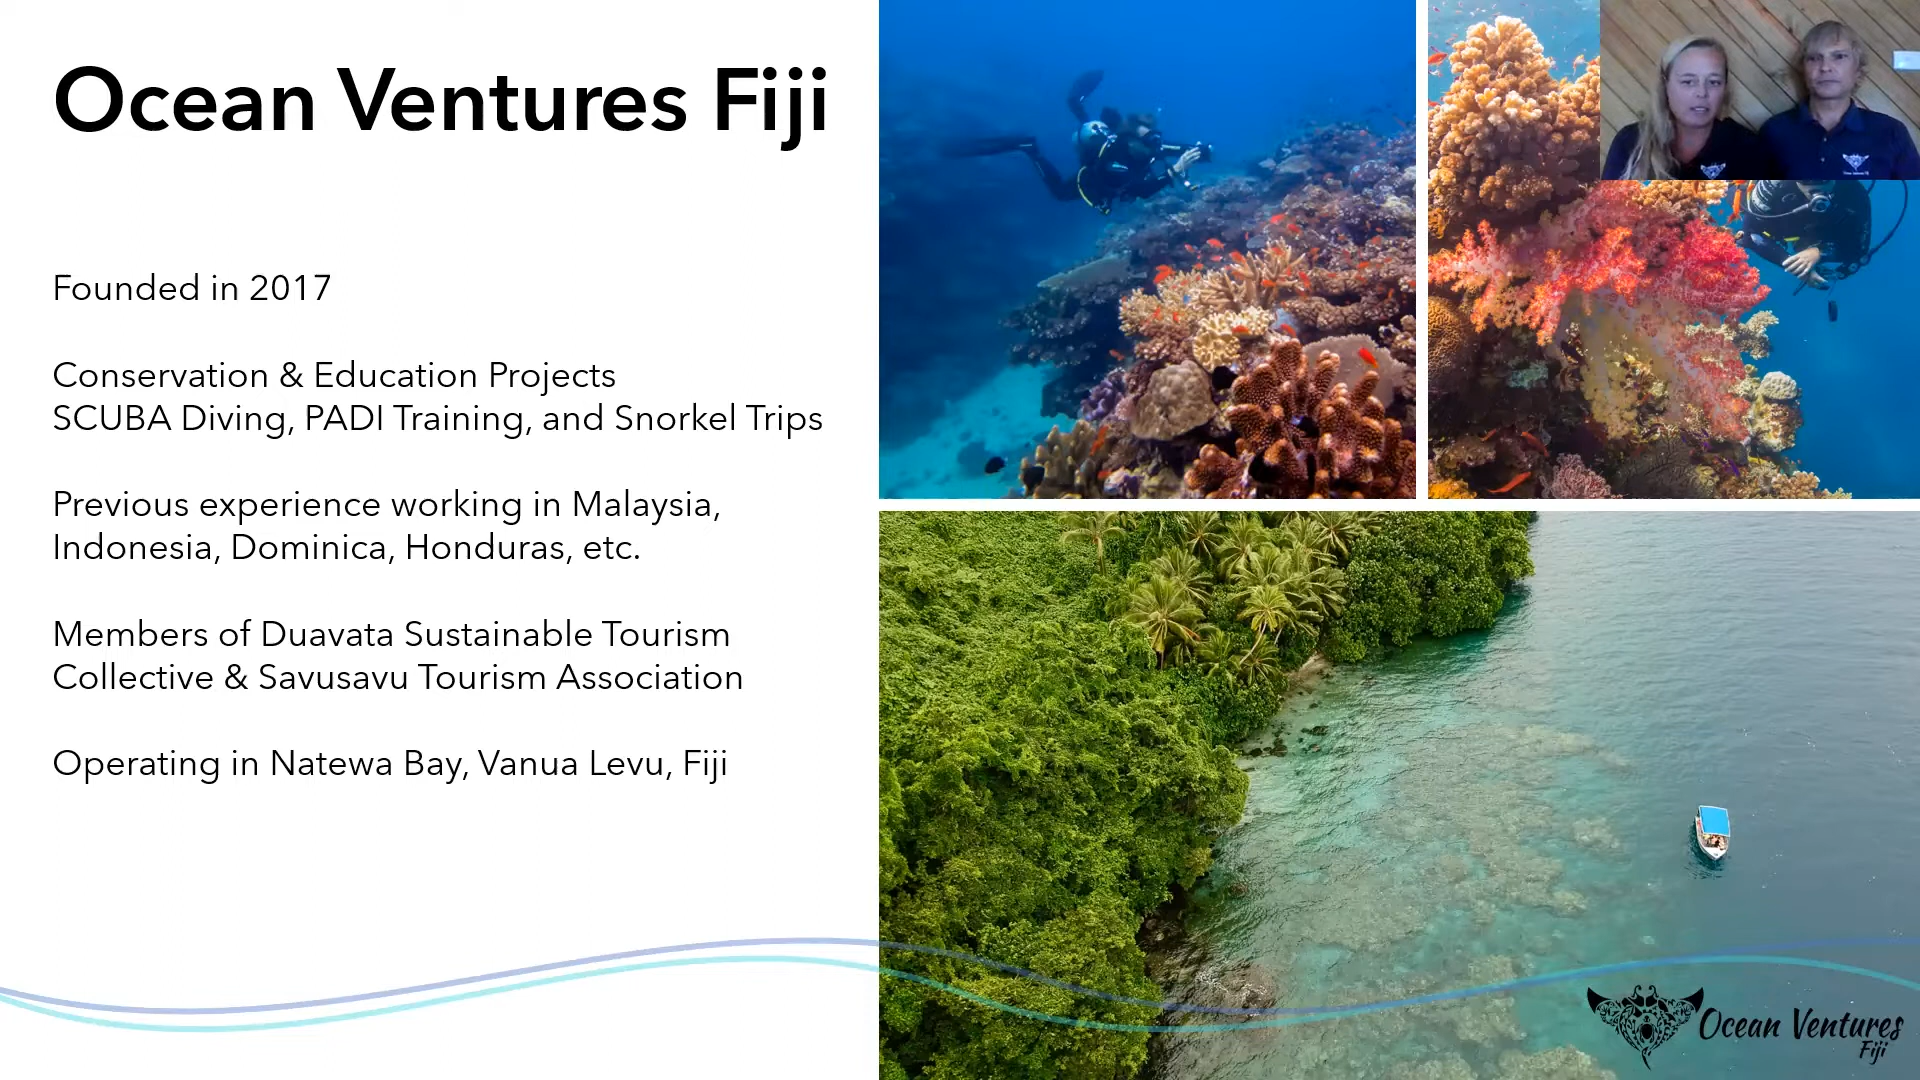 Ocean Ventures Fiji
Founded in 2017
Conservation & Education Projects
SCUBA Diving, PADI Training, and Snorkel Trips
Previous experience working in Malaysia,
Indonesia, Dominica, Honduras, etc.
Members of Duavata Sustainable Tourism
Collective & Savusavu Tourism Association
Operating in Natewa Bay, Vanua Levu, Fiji
Ocean Ventures
Fiji